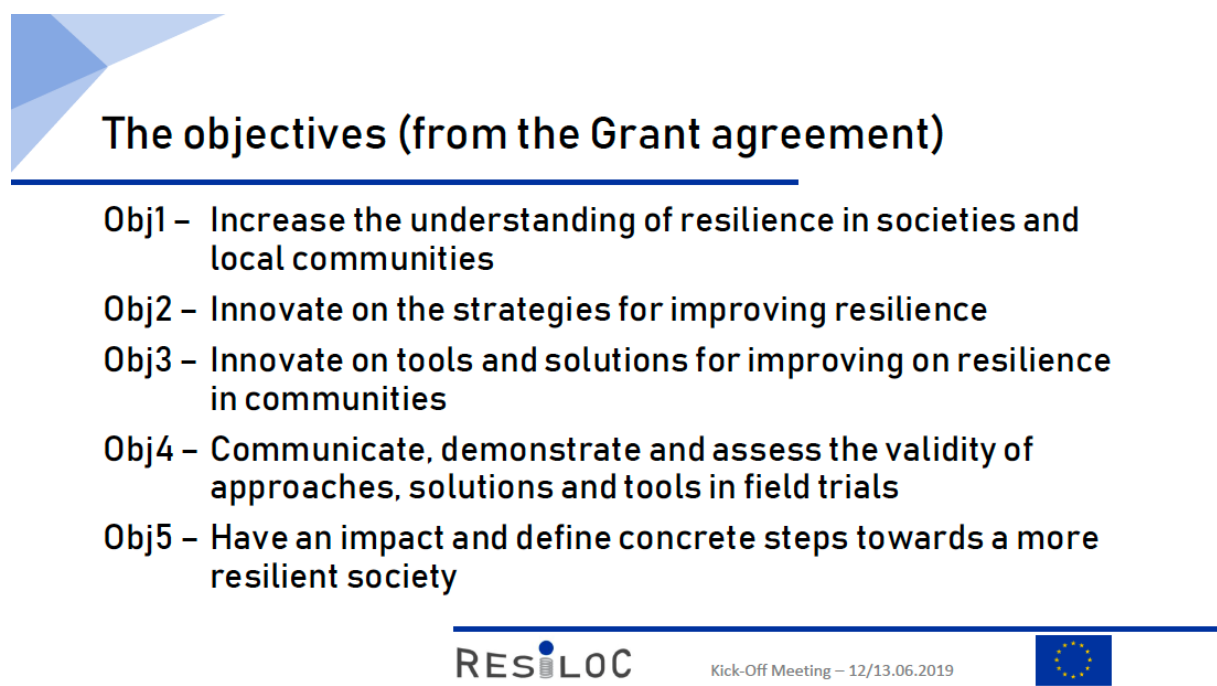 The objectives (from the Grant agreement)
Obj1 – Increase the understanding of resilience in societies and
local communities
Obj2 – Innovate on the strategies for improving resilience
Obj3 – Innovate on tools and solutions for improving on resilience
in communities
Obj4 – Communicate, demonstrate and assess the validity of
approaches, solutions and tools in field trials
Obj5 – Have an impact and define concrete steps towards a more
resilient society
RESiLOC
Kick-Off Meeting – 12/13.06.2019